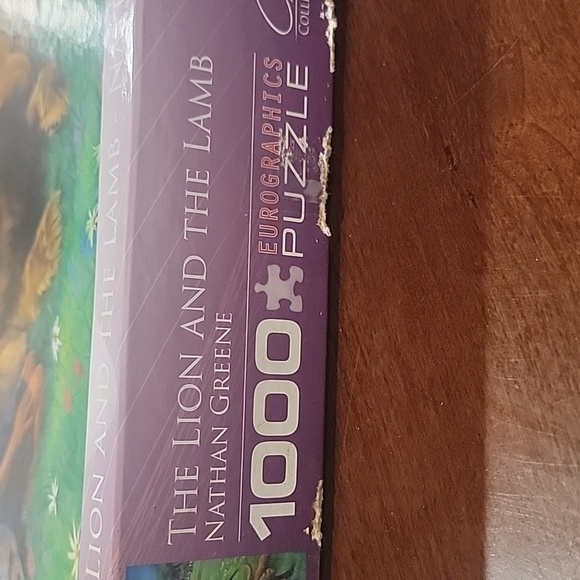 LION AND THE LAMB
THE LION AND THE LAMB
NATHAN GREENE
1000 EUROGRAPHICS
PUZZLE